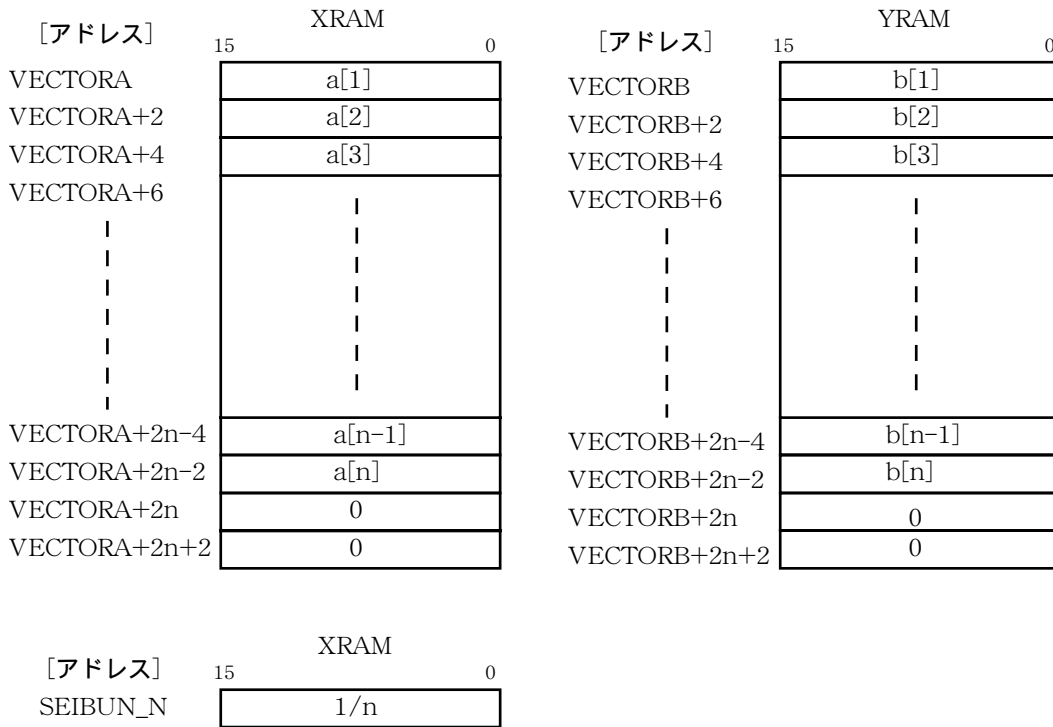 XRAM
[アドレス]
15 0
VECTORA a[1]
VECTORA+2 a[2]
VECTORA+4 a[3]
VECTORA+6
VECTORA+2n-4 a[n-1]
VECTORA+2n-2 a[n]
VECTORA+2n 0
VECTORA+2n+2 0
YRAM
[アドレス]
15 0
VECTORB b[1]
VECTORB+2 b[2]
VECTORB+4 b[3]
VECTORB+6
VECTORB+2n-4 b[n-1]
VECTORB+2n-2 b[n]
VECTORB+2n 0
VECTORB+2n+2 0
XRAM
[アドレス]
15 0
SEIBUN_N 1/n